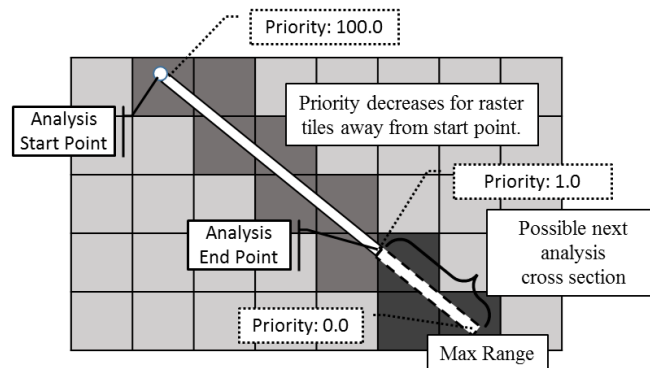 Priority: 100.0
Analysis
Start Point
Priority decreases for raster
tiles away from start point.
Priority: 1.0
Analysis
End Point
Possible next
analysis
cross section
Priority: 0.0
Max Range